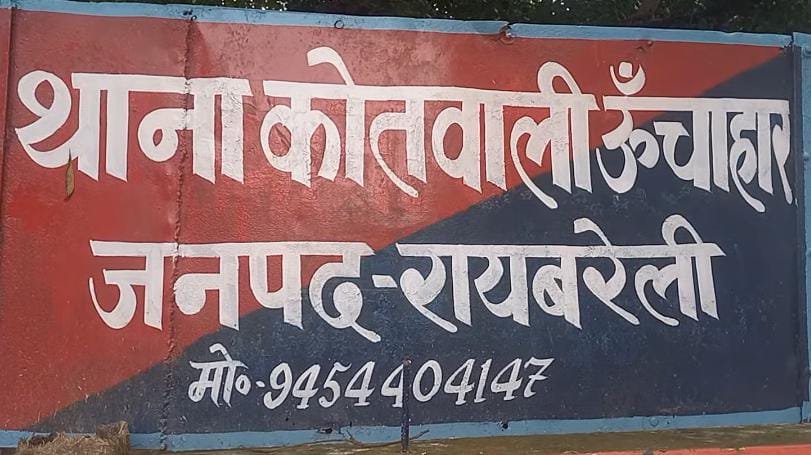 थाना कोतवाली ऊँचाहार
जनपद-रायबरेली
मो०-9454404147